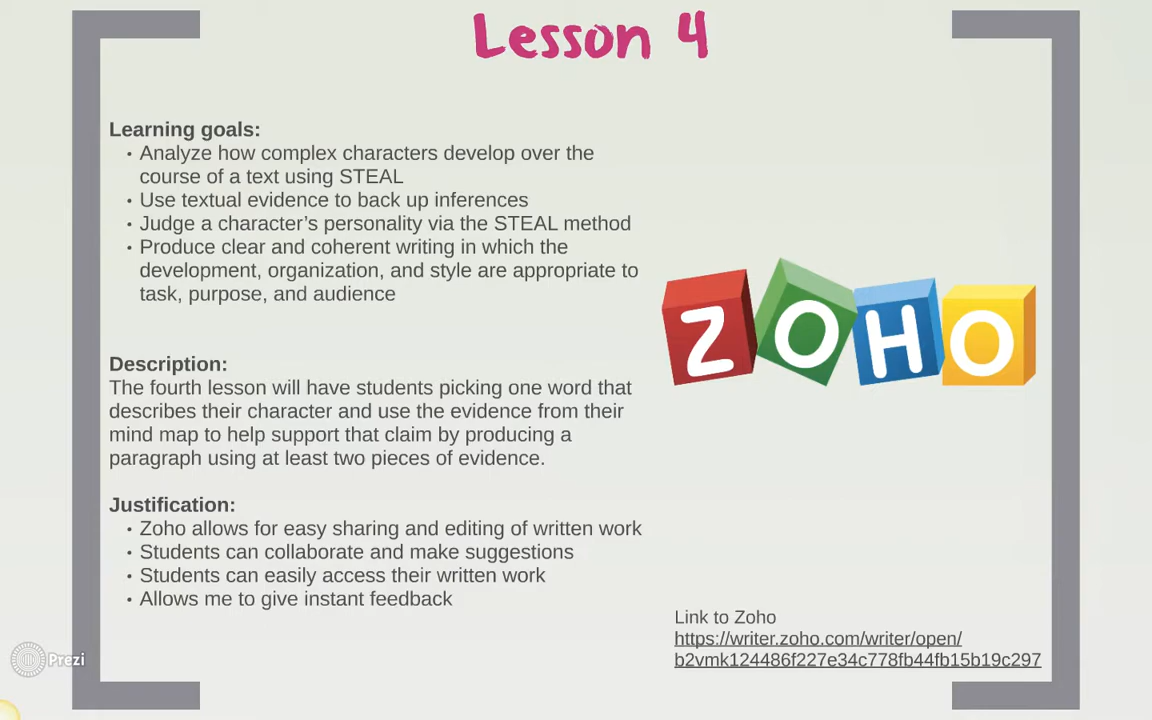 Lesson 4
Learning goals:
• Analyze how complex characters develop over the
course of a text using STEAL
• Use textual evidence to back up inferences
• Judge a character's personality via the STEAL method
• Produce clear and coherent writing in which the
development, organization, and style are appropriate to
task, purpose, and audience
Description:
The fourth lesson will have students picking one word that
describes their character and use the evidence from their
mind map to help support that claim by producing a
paragraph using at least two pieces of evidence.
Justification:
• Zoho allows for easy sharing and editing of written work
• Students can collaborate and make suggestions
• Students can easily access their written work
• Allows me to give instant feedback
ZOHO
Link to Zoho
https://writer.zoho.com/writer/open/
b2vmk124486f227e34c778fb44fb15b19c297
Prezi